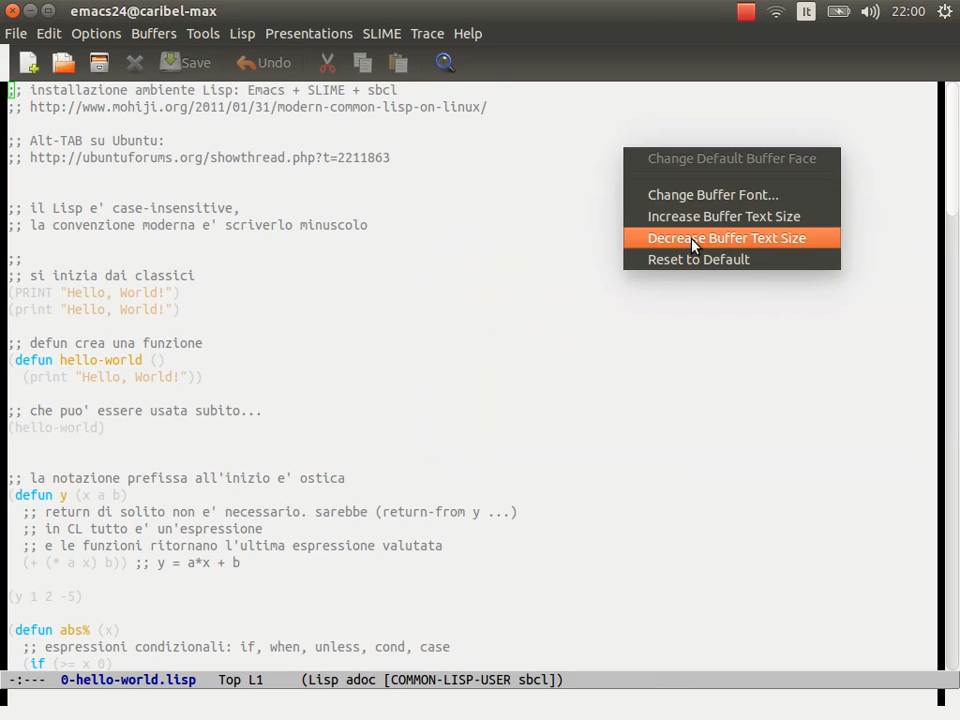 emacs24@caribel-max
It
22:00
File Edit Options Buffers Tools Lisp Presentations SLIME Trace Help
Save Undo
;; installazione ambiente Lisp: Emacs + SLIME + sbcl
;; http://www.mohiji.org/2011/01/31/modern-common-lisp-on-linux/
;; Alt-TAB su Ubuntu:
;; http://ubuntuforums.org/showthread.php?t=2211863
;; il Lisp e' case-insensitive,
;; la convenzione moderna e' scriverlo minuscolo
;;
;; si inizia dai classici
(PRINT "Hello, World!")
(print "Hello, World!")
;; defun crea una funzione
(defun hello-world ()
(print "Hello, World!"))
;; che puo' essere usata subito...
(hello-world)
;; la notazione prefissa all'inizio e' ostica
(defun y (x a b)
;; return di solito non e' necessario. sarebbe (return-from y ...)
;; in CL tutto e' un'espressione
;; e le funzioni ritornano l'ultima espressione valutata
(+ (* a x) b)) ;; y = a*x + b
(y 1 2 -5)
(defun abs% (x)
;; espressioni condizionali: if, when, unless, cond, case
(if (>= x 0)
Change Default Buffer Face
Change Buffer Font...
Increase Buffer Text Size
Decrease Buffer Text Size
Reset to Default
-:--- 0-hello-world.lisp Top L1 (Lisp adoc [COMMON-LISP-USER sbcl])